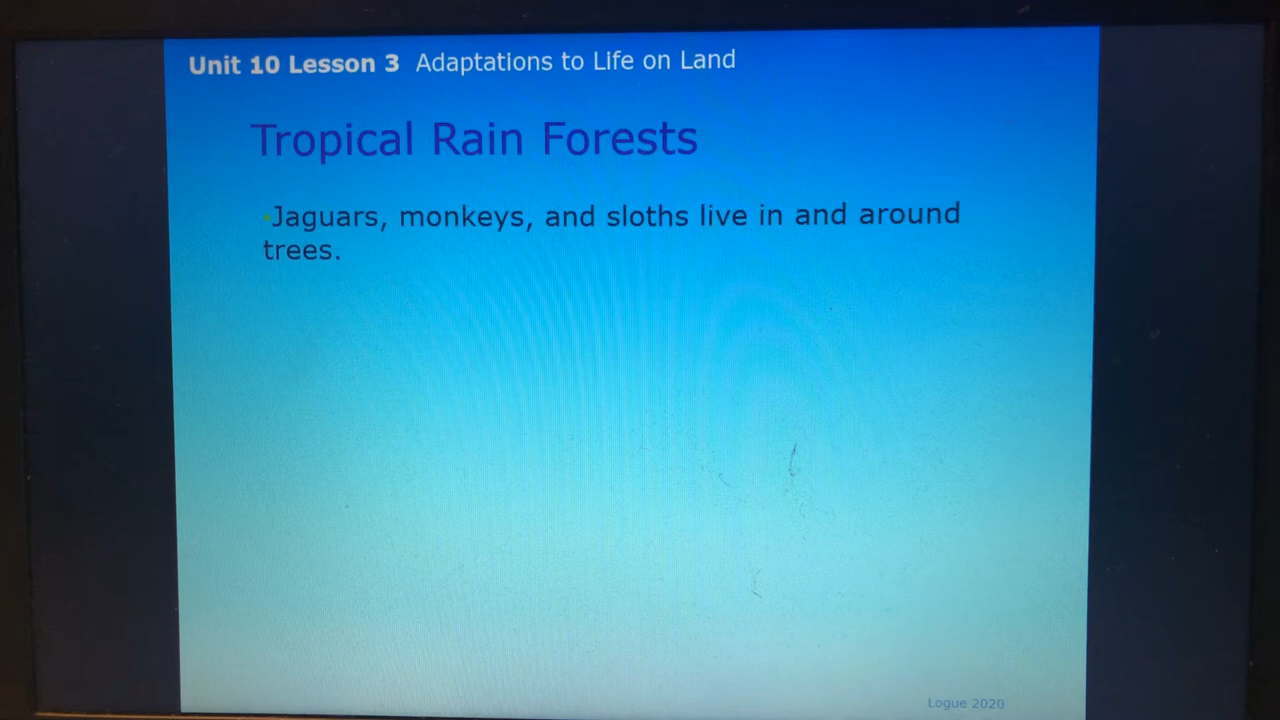 Unit 10 Lesson 3 Adaptations to Life on Land
Tropical Rain Forests
•Jaguars, monkeys, and sloths live in and around
trees.
Logue 2020